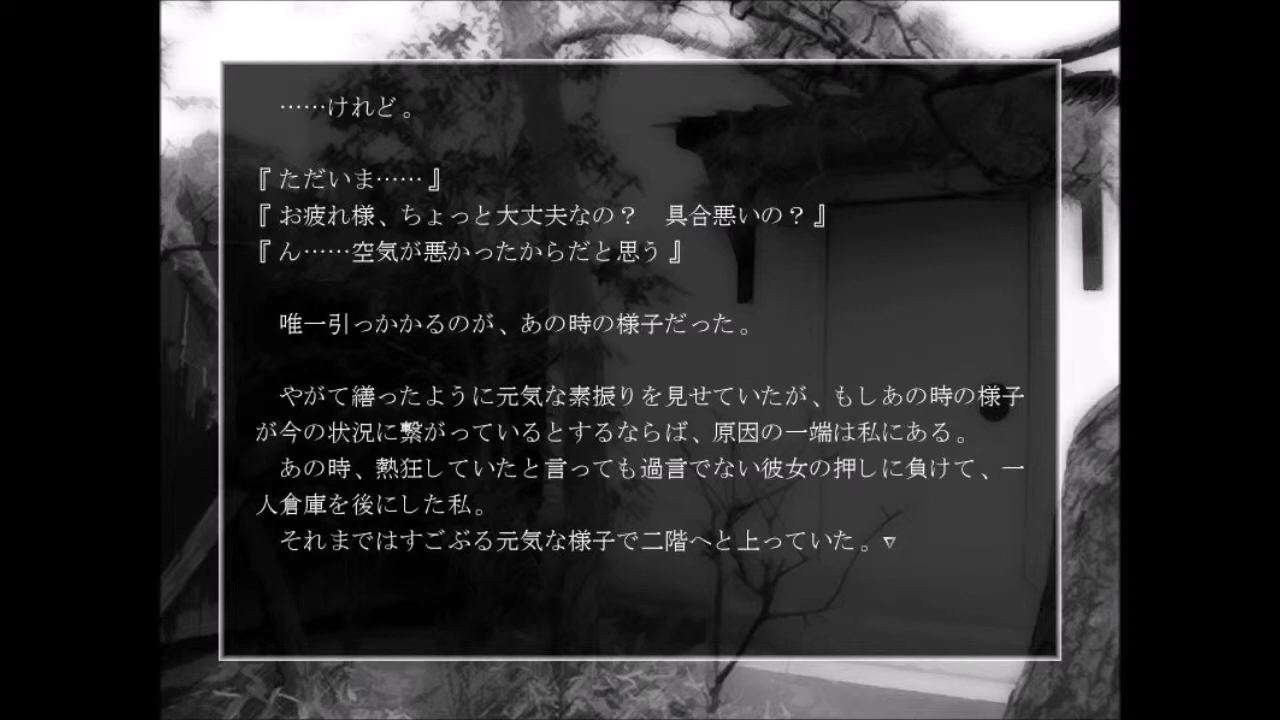 ……けれど。
『ただいま……』
『お疲れ様、ちょっと大丈夫なの？　具合悪いの？』
『ん……空気が悪かったからだと思う』
唯一引っかかるのが、あの時の様子だった。
やがて繕ったように元気な素振りを見せていたが、もしあの時の様子
が今の状況に繋がっているとするならば、原因の一端は私にある。
あの時、熱狂していたと言っても過言でない彼女の押しに負けて、一
人倉庫を後にした私。
それまではすごぶる元気な様子で二階へと上っていた。▽